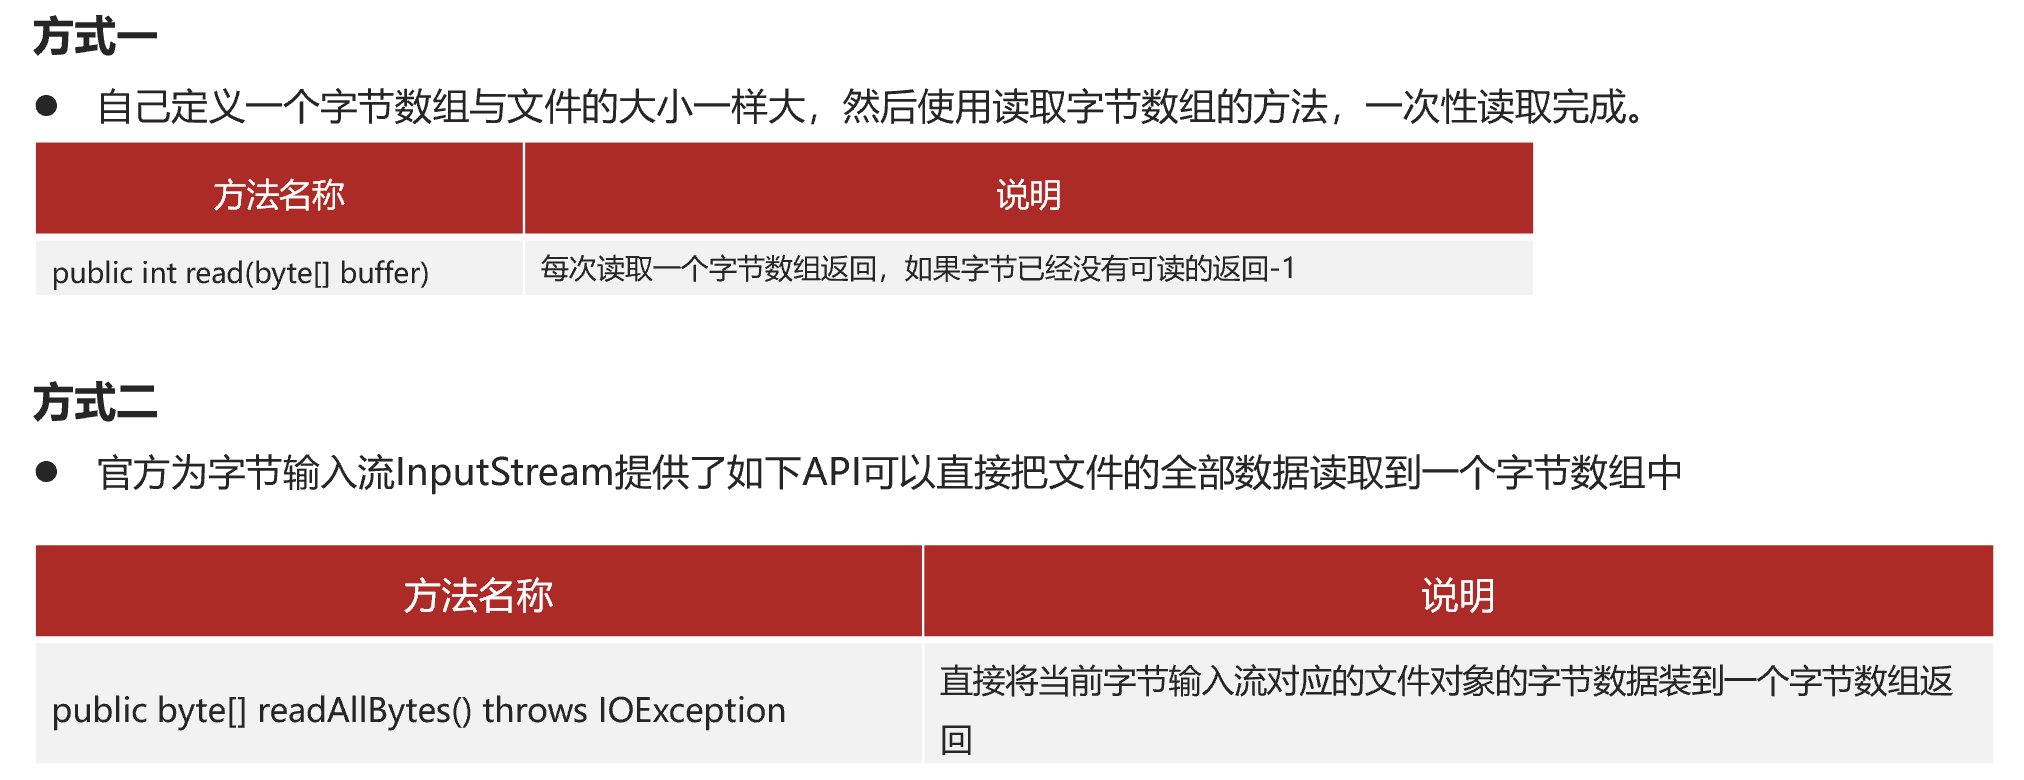 方式一
● 自己定义一个字节数组与文件的大小一样大，然后使用读取字节数组的方法，一次性读取完成。
方法名称 说明
public int read(byte[] buffer) 每次读取一个字节数组返回，如果字节已经没有可读的返回-1
方式二
● 官方为字节输入流InputStream提供了如下API可以直接把文件的全部数据读取到一个字节数组中
方法名称 说明
public byte[] readAllBytes() throws IOException 直接将当前字节输入流对应的文件对象的字节数据装到一个字节数组返
回